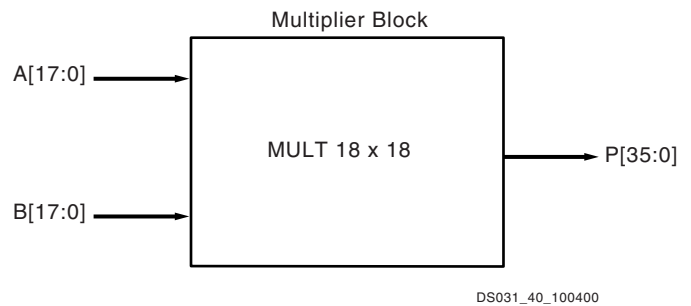 Multiplier Block
A[17:0]
MULT 18 x 18
P[35:0]
B[17:0]
DS031_40_100400